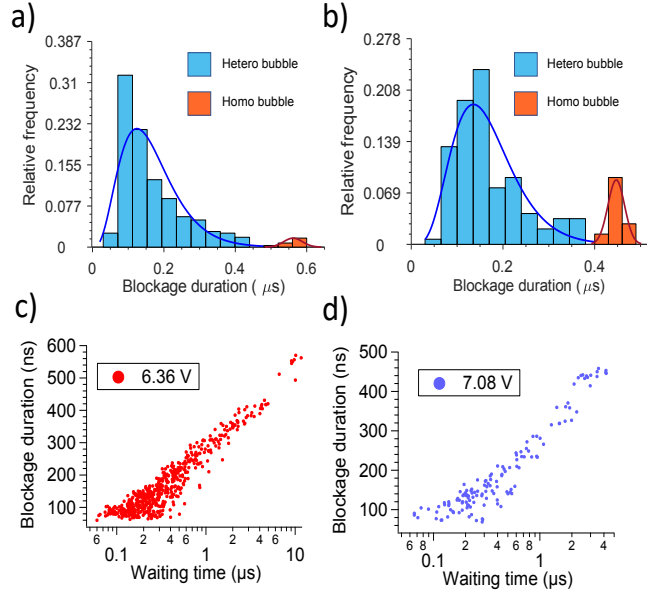 a)
0.387
0.31
0.232
0.155
0.077
0
Relative frequency
Hetero bubble
Homo bubble
0
0.2
0.4
0.6
Blockage duration ( μs)
b)
0.278
0.208
0.139
0.069
0
Relative frequency
Hetero bubble
Homo bubble
0
0.2
0.4
Blockage duration ( μs)
c)
600
500
400
300
200
100
Blockage duration (ns)
6.36 V
6
0.1
2
4
6
1
2
4
6
10
Waiting time (μs)
d)
500
400
300
200
100
0
Blockage duration (ns)
7.08 V
6
8
0.1
2
4
6
8
1
2
4
Waiting time (μs)